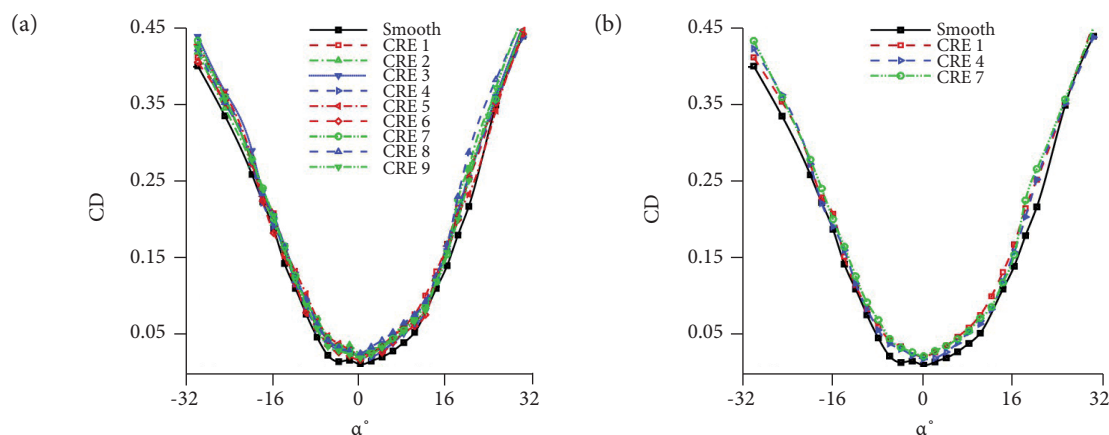 (a)
0.45
0.35
0.25
0.15
0.05
CD
-32
-16
0
16
32
α°
Smooth
CRE 1
CRE 2
CRE 3
CRE 4
CRE 5
CRE 6
CRE 7
CRE 8
CRE 9
(b)
0.45
0.35
0.25
0.15
0.05
CD
-32
-16
0
16
32
α°
Smooth
CRE 1
CRE 4
CRE 7